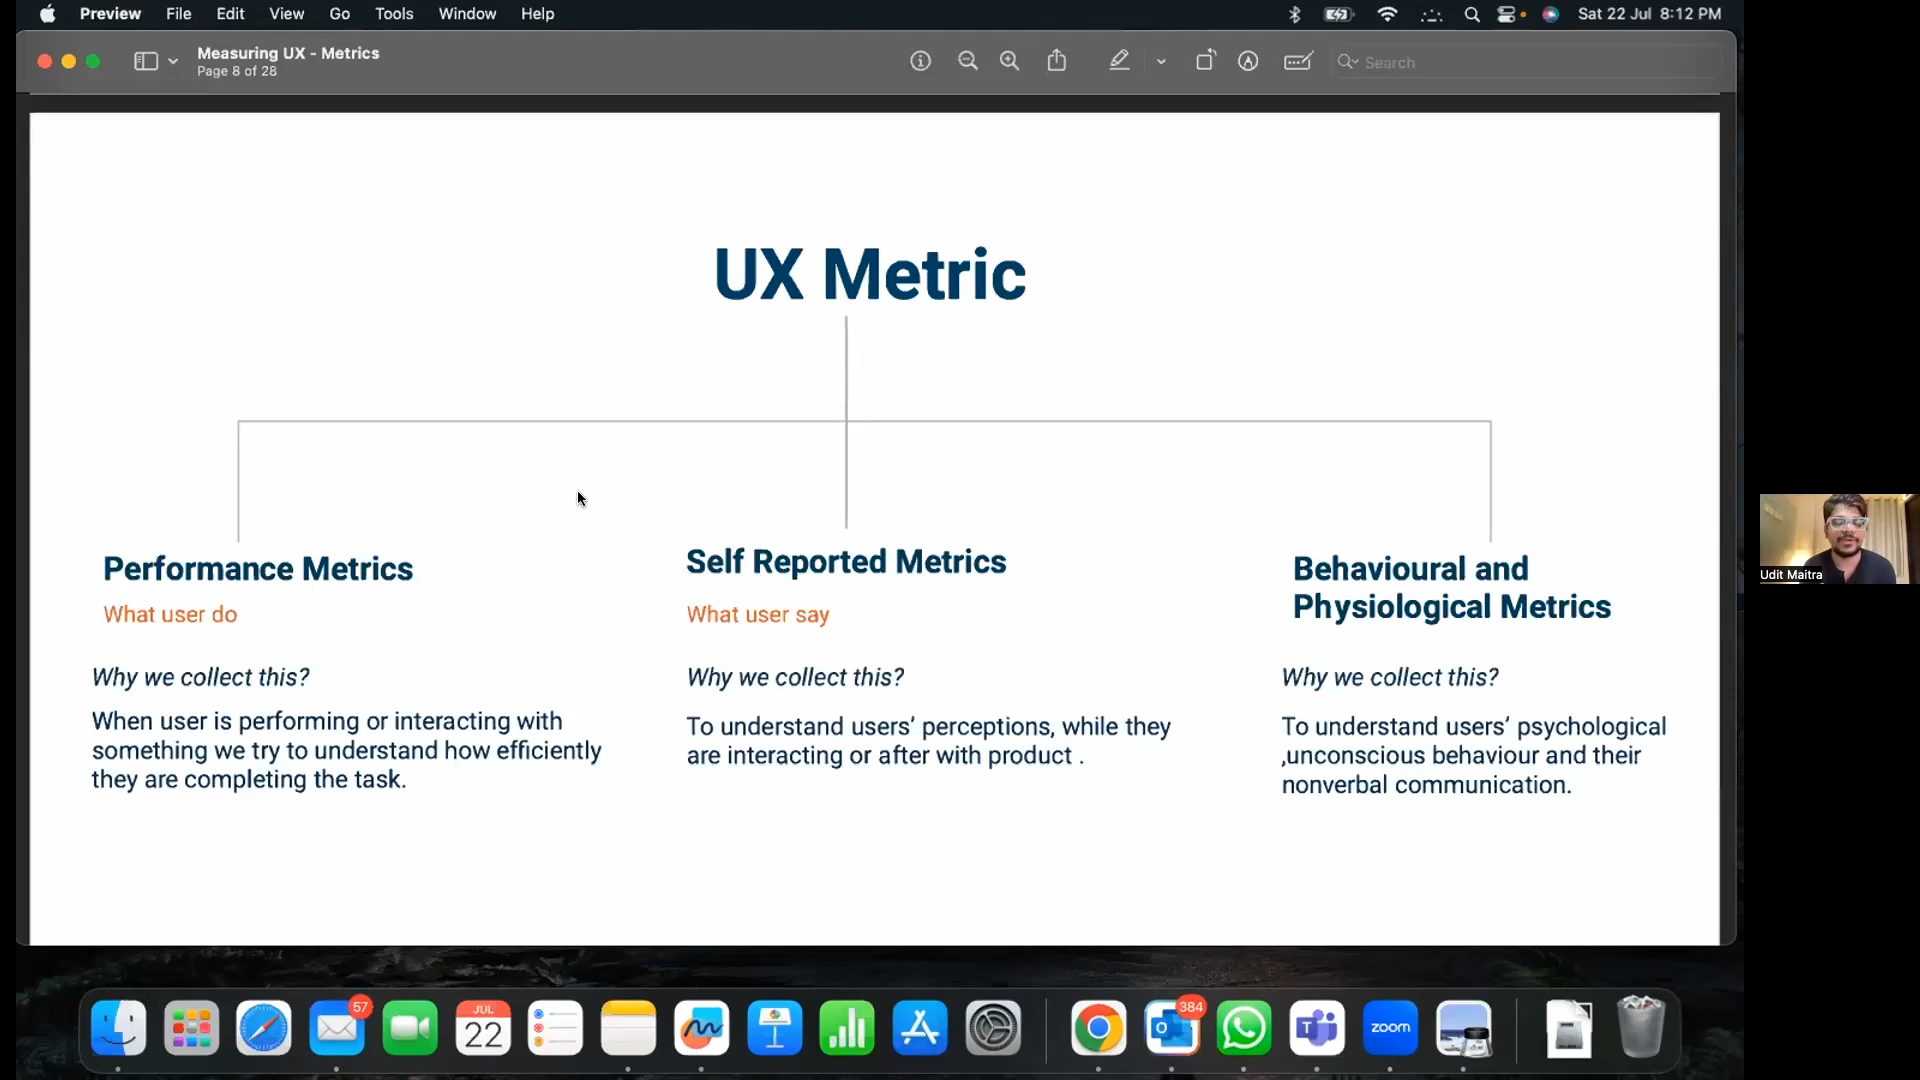 Preview File Edit View Go Tools Window Help
Sat 22 Jul 8:12 PM
Measuring UX - Metrics
Page 8 of 28
Search
UX Metric
Performance Metrics
What user do
Why we collect this?
When user is performing or interacting with
something we try to understand how efficiently
they are completing the task.
Self Reported Metrics
What user say
Why we collect this?
To understand users’ perceptions, while they
are interacting or after with product .
Behavioural and
Physiological Metrics
Why we collect this?
To understand users’ psychological
,unconscious behaviour and their
nonverbal communication.
Udit Maitra
57
JUL
22
384
zoom